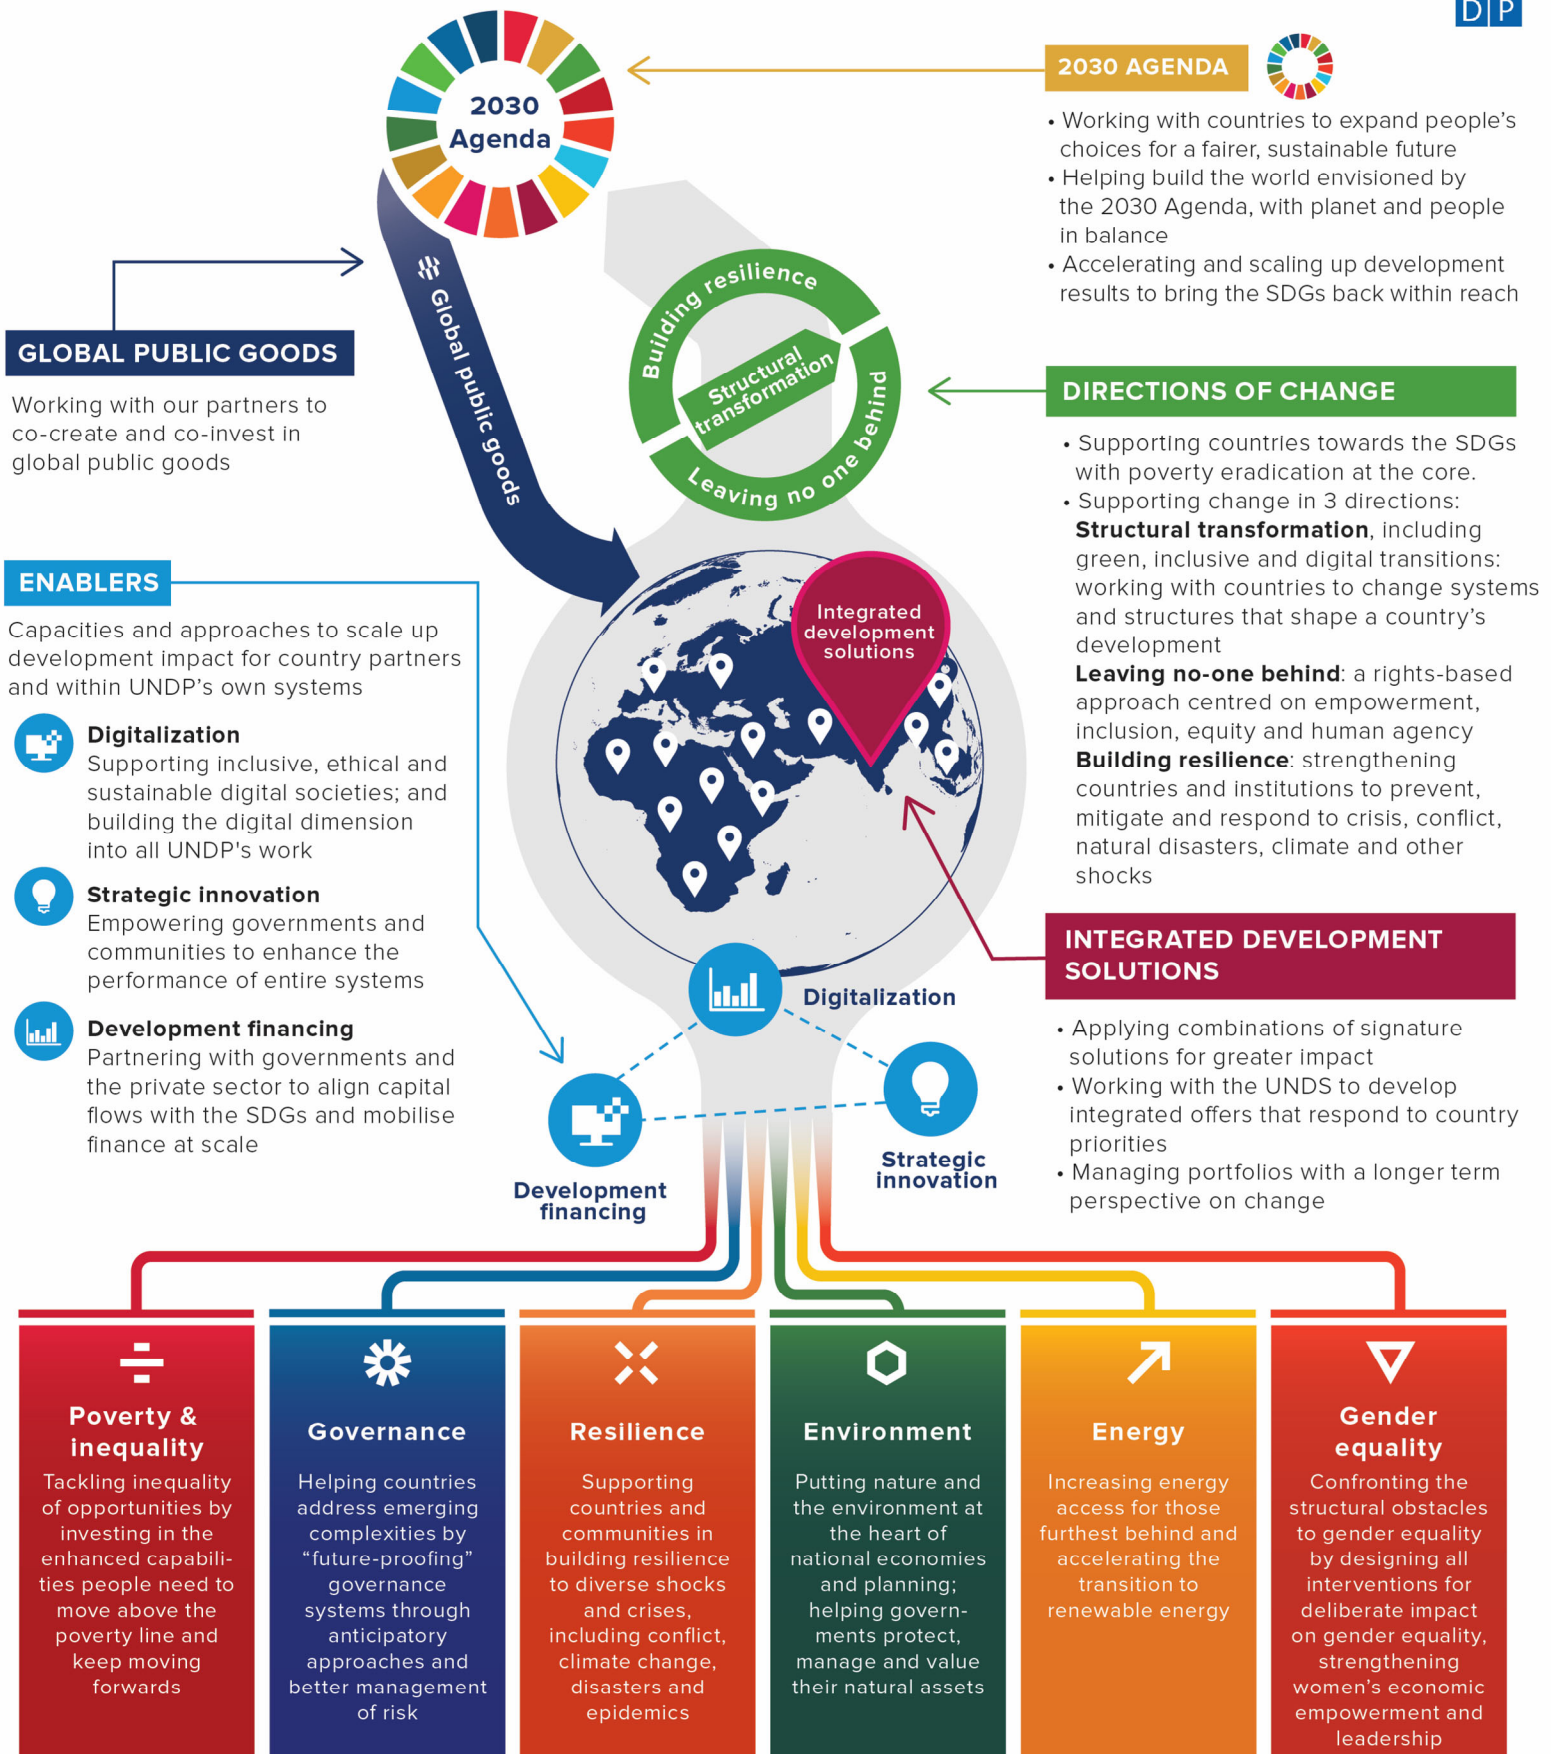 D P
2030
Agenda
2030 AGENDA
• Working with countries to expand people's
choices for a fairer, sustainable future
• Helping build the world envisioned by
the 2030 Agenda, with planet and people
in balance
• Accelerating and scaling up development
results to bring the SDGs back within reach
GLOBAL PUBLIC GOODS
Working with our partners to
co-create and co-invest in
global public goods
Global public goods
Building resilience
Structural
transformation
Leaving no one behind
DIRECTIONS OF CHANGE
• Supporting countries towards the SDGs
with poverty eradication at the core.
• Supporting change in 3 directions:
Structural transformation, including
green, inclusive and digital transitions:
working with countries to change systems
and structures that shape a country's
development
Leaving no-one behind: a rights-based
approach centred on empowerment,
inclusion, equity and human agency
Building resilience: strengthening
countries and institutions to prevent,
mitigate and respond to crisis, conflict,
natural disasters, climate and other
shocks
ENABLERS
Capacities and approaches to scale up
development impact for country partners
and within UNDP's own systems
Digitalization
Supporting inclusive, ethical and
sustainable digital societies; and
building the digital dimension
into all UNDP's work
Strategic innovation
Empowering governments and
communities to enhance the
performance of entire systems
Development financing
Partnering with governments and
the private sector to align capital
flows with the SDGs and mobilise
finance at scale
Integrated
development
solutions
INTEGRATED DEVELOPMENT
SOLUTIONS
• Applying combinations of signature
solutions for greater impact
• Working with the UNDS to develop
integrated offers that respond to country
priorities
• Managing portfolios with a longer term
perspective on change
Digitalization
Strategic
innovation
Development
financing
Poverty &
inequality
Tackling inequality
of opportunities by
investing in the
enhanced capabili-
ties people need to
move above the
poverty line and
keep moving
forwards
Governance
Helping countries
address emerging
complexities by
“future-proofing”
governance
systems through
anticipatory
approaches and
better management
of risk
Resilience
Supporting
countries and
communities in
building resilience
to diverse shocks
and crises,
including conflict,
climate change,
disasters and
epidemics
Environment
Putting nature and
the environment at
the heart of
national economies
and planning;
helping govern-
ments protect,
manage and value
their natural assets
Energy
Increasing energy
access for those
furthest behind and
accelerating the
transition to
renewable energy
Gender
equality
Confronting the
structural obstacles
to gender equality
by designing all
interventions for
deliberate impact
on gender equality,
strengthening
women's economic
empowerment and
leadership